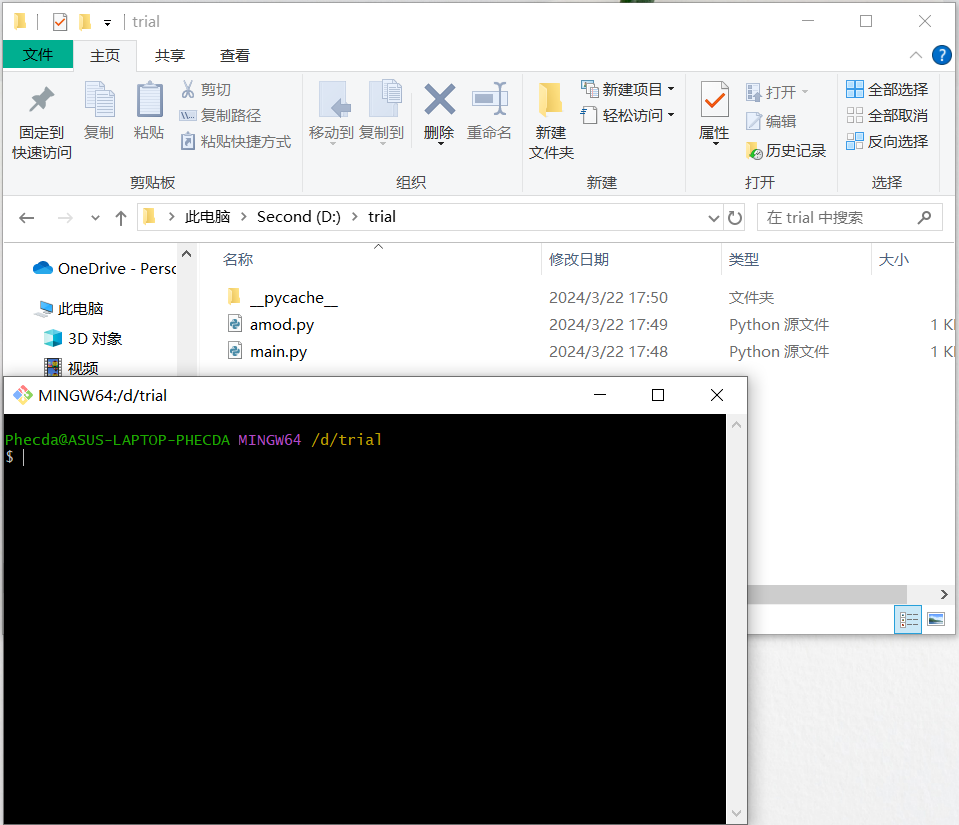 trial
文件 主页 共享 查看
固定到快速访问 复制 粘贴 剪切 复制路径 粘贴快捷方式
移动到 复制到 删除 重命名
新建文件夹 新建项目 轻松访问
属性 打开 编辑 历史记录
全部选择 全部取消 反向选择
剪贴板 组织 新建 打开 选择
此电脑 Second (D:) trial 在 trial 中搜索
名称 修改日期 类型 大小
OneDrive - Perso
此电脑
3D 对象
视频
__pycache__ 2024/3/22 17:50 文件夹
amod.py 2024/3/22 17:49 Python 源文件 1 K
main.py 2024/3/22 17:48 Python 源文件 1 K
MINGW64:/d/trial
Phecda@ASUS-LAPTOP-PHECDA MINGW64 /d/trial
$